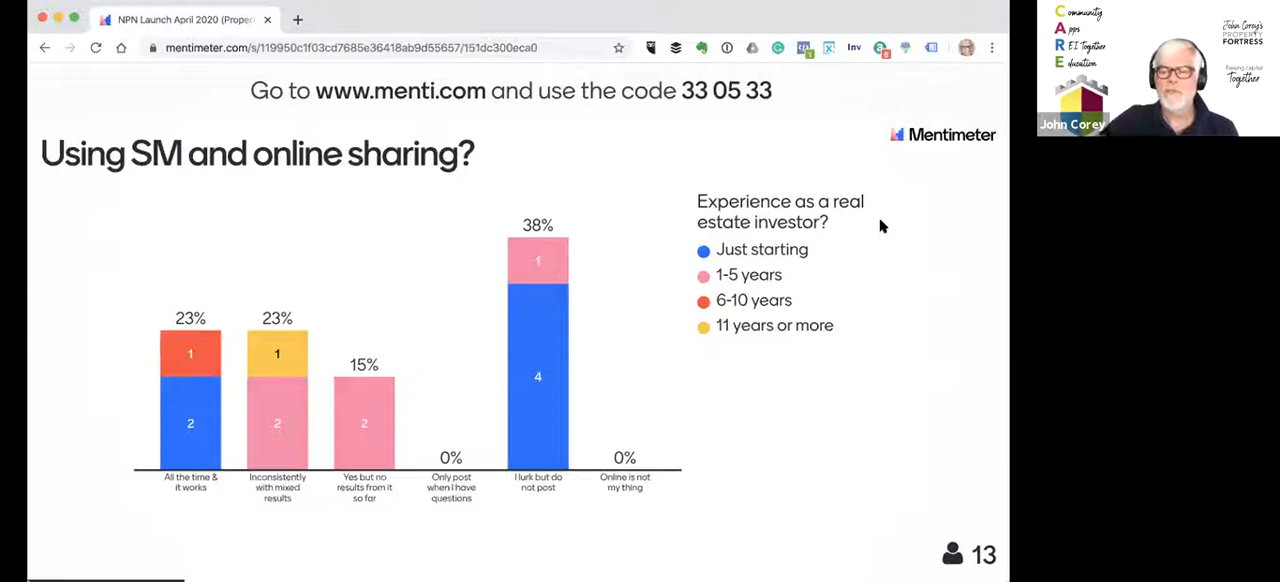 NPN Launch April 2020 (Proper
mentimeter.com/s/119950c1f03cd7685e36418ab9d55657/151dc300eca0
Inv
Go to www.menti.com and use the code 33 05 33
Mentimeter
Using SM and online sharing?
Experience as a real
estate investor?
Just starting
1-5 years
6-10 years
11 years or more
23%
1
2
23%
1
2
15%
2
0%
38%
1
4
0%
All the time &
it works
Inconsistently
with mixed
results
Yes but no
results from it
so far
Only post
when I have
questions
I lurk but do
not post
Online is not
my thing
13
Community
Apps
REI Together
Education
John Corey's
PROPERTY
FORTRESS
Raising capital
Together
John Corey